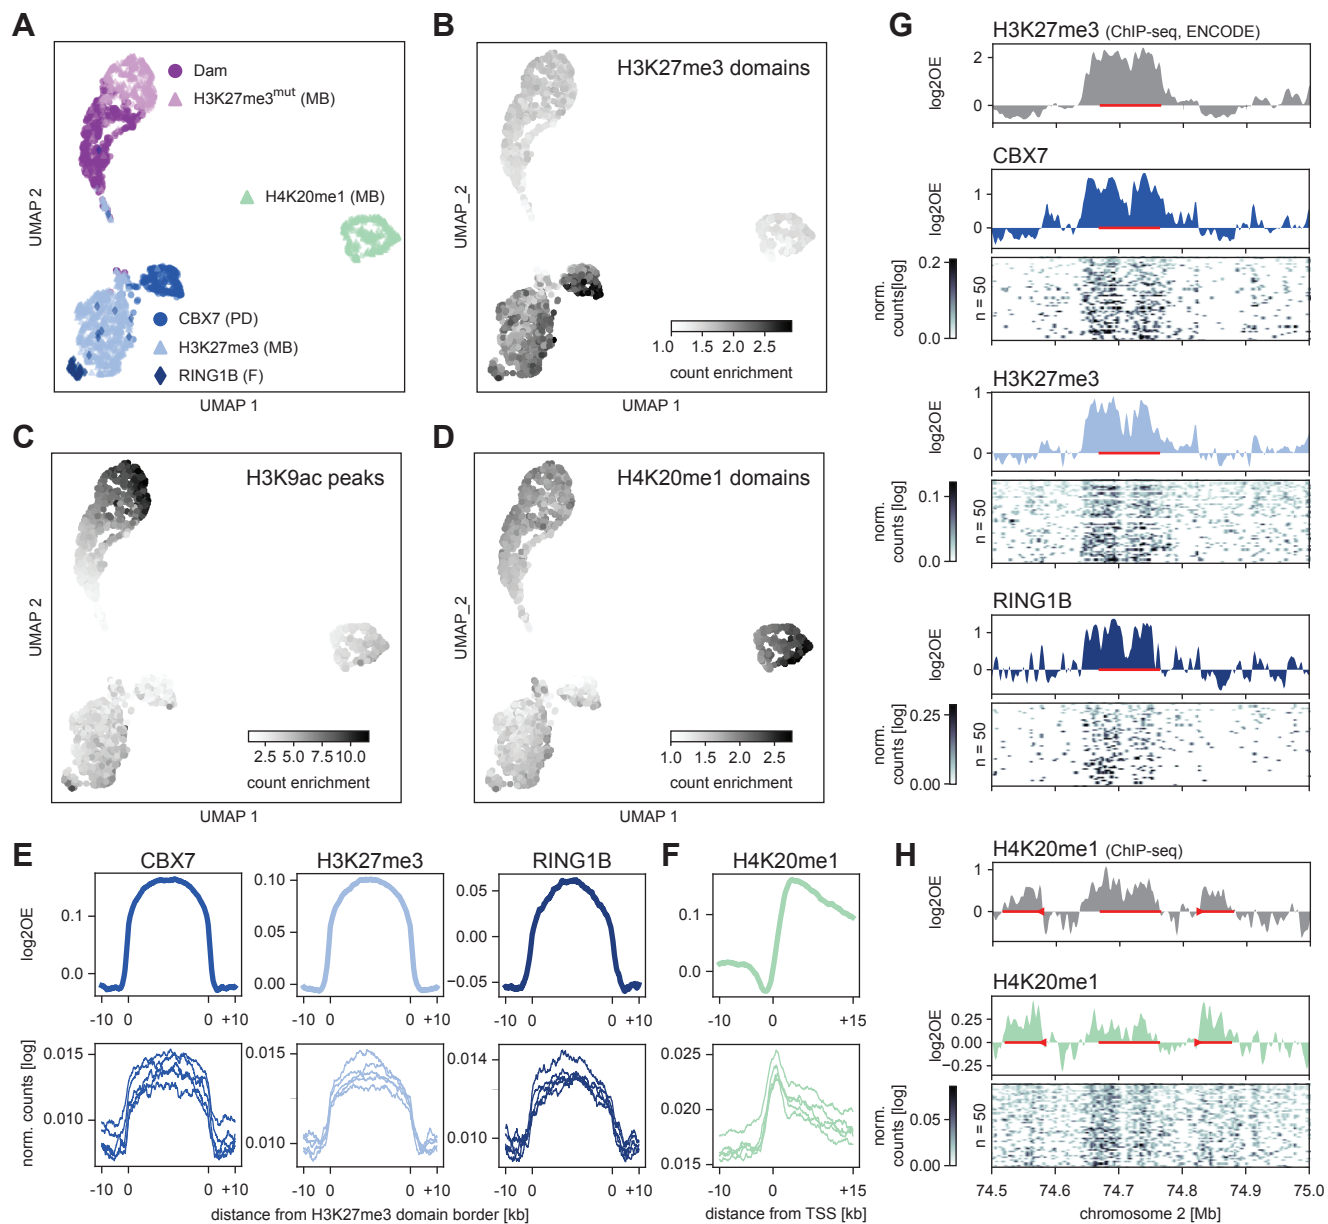 A
Dam
H3K27me3mut (MB)
H4K20me1 (MB)
CBX7 (PD)
H3K27me3 (MB)
RING1B (F)
UMAP 2
UMAP 1
B
H3K27me3 domains
1.0 1.5 2.0 2.5
count enrichment
UMAP_2
UMAP 1
C
H3K9ac peaks
2.5 5.0 7.5 10.0
count enrichment
UMAP 2
UMAP 1
D
H4K20me1 domains
1.0 1.5 2.0 2.5
count enrichment
UMAP_2
UMAP 1
E
CBX7
H3K27me3
RING1B
log2OE
0.1
0.0
-10 0 0 +10
0.10
0.05
0.00
-10 0 0 +10
0.05
0.00
−0.05
-10 0 0 +10
norm. counts [log]
0.015
0.010
-10 0 0 +10
0.015
0.010
-10 0 0 +10
0.014
0.010
-10 0 0 +10
distance from H3K27me3 domain border [kb]
F
H4K20me1
0.1
0.0
-10 0 +15
0.025
0.020
0.015
-10 0 +15
distance from TSS [kb]
G
H3K27me3 (ChIP-seq, ENCODE)
log2OE
2
0
CBX7
log2OE
1
0
norm.
counts[log]
0.2
0.0
n = 50
H3K27me3
log2OE
1
0
norm.
counts [log]
0.1
0.0
n = 50
RING1B
log2OE
1
0
norm.
counts [log]
0.25
0.00
n = 50
H
H4K20me1 (ChIP-seq)
log2OE
1
0
H4K20me1
log2OE
0.25
0.00
−0.25
norm.
counts [log]
0.05
0.00
n = 50
74.5 74.6 74.7 74.8 74.9 75.0
chromosome 2 [Mb]